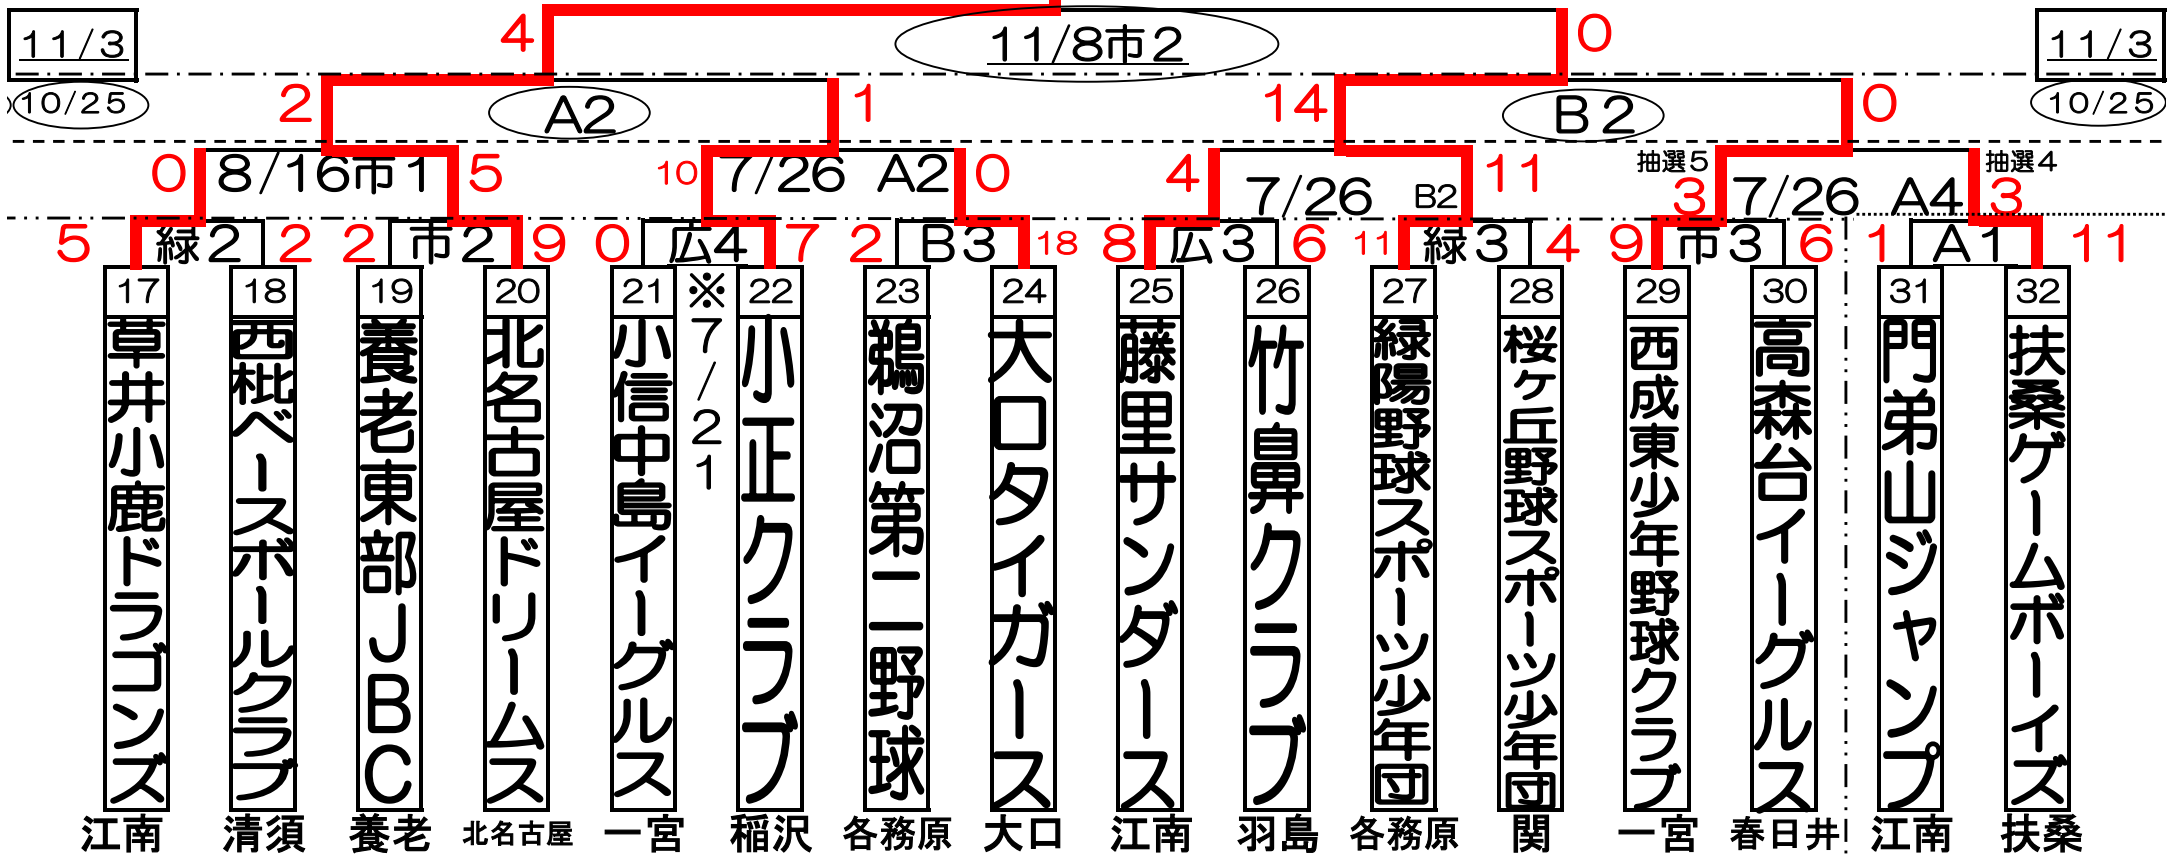 4 11/8市2 0
11/3 11/3
10/25 2 A2 1 14 B2 0 10/25
0 8/16市1 5 10 7/26 A2 0 4 7/26 B2 11 抽選5 3 7/26 A4 3 抽選4
5 緑2 2 2 市2 9 0 広4 7 2 B3 18 8 広3 6 11 緑3 4 9 市3 6 1 A1 11
17 18 19 20 21 ※7/21 22 23 24 25 26 27 28 29 30 31 32
草井小鹿ドラゴンズ
西枇ベースボールクラブ
養老東部JBC
北名古屋ドリームス
小信中島イーグルス
小正クラブ
鵜沼第二野球
大口タイガース
藤里サンダース
竹鼻クラブ
緑陽野球スポーツ少年団
桜ヶ丘野球スポーツ少年団
西成東少年野球クラブ
高森台イーグルス
門弟山ジャンプ
扶桑ゲームボーイズ
江南 清須 養老 北名古屋 一宮 稲沢 各務原 大口 江南 羽島 各務原 関 一宮 春日井 江南 扶桑